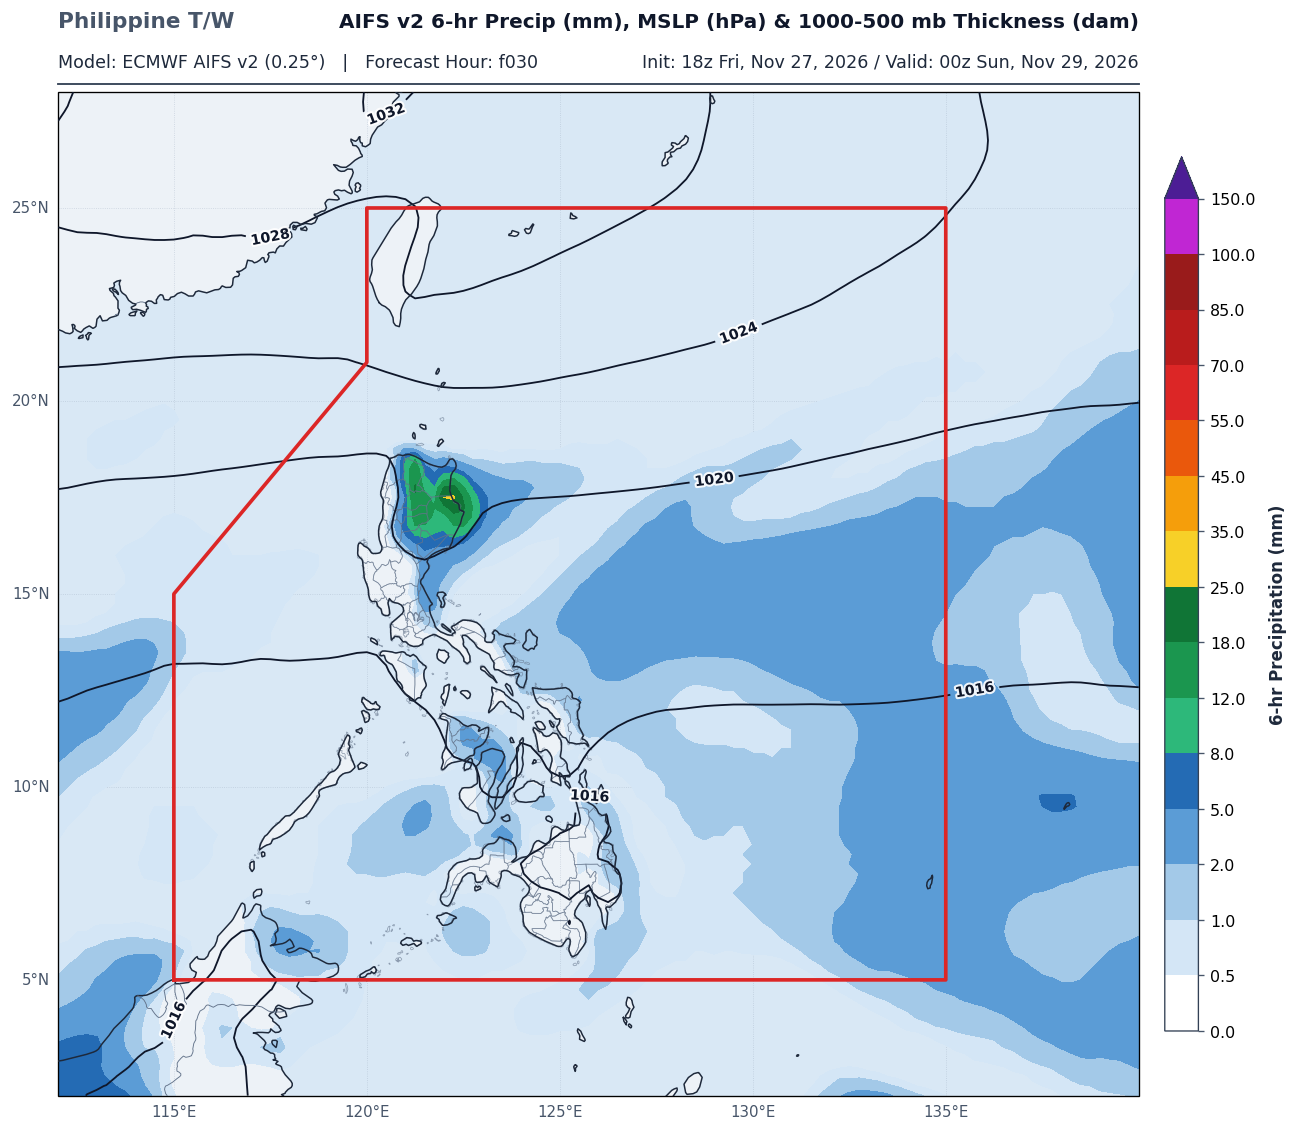 Philippine T/W
AIFS v2 6-hr Precip (mm), MSLP (hPa) & 1000-500 mb Thickness (dam)
Model: ECMWF AIFS v2 (0.25°) | Forecast Hour: f030
Init: 18z Fri, Nov 27, 2026 / Valid: 00z Sun, Nov 29, 2026
1032
1028
1024
1020
1016
1016
1016
25°N
20°N
15°N
10°N
5°N
115°E
120°E
125°E
130°E
135°E
150.0
100.0
85.0
70.0
55.0
45.0
35.0
25.0
18.0
12.0
8.0
5.0
2.0
1.0
0.5
0.0
6-hr Precipitation (mm)